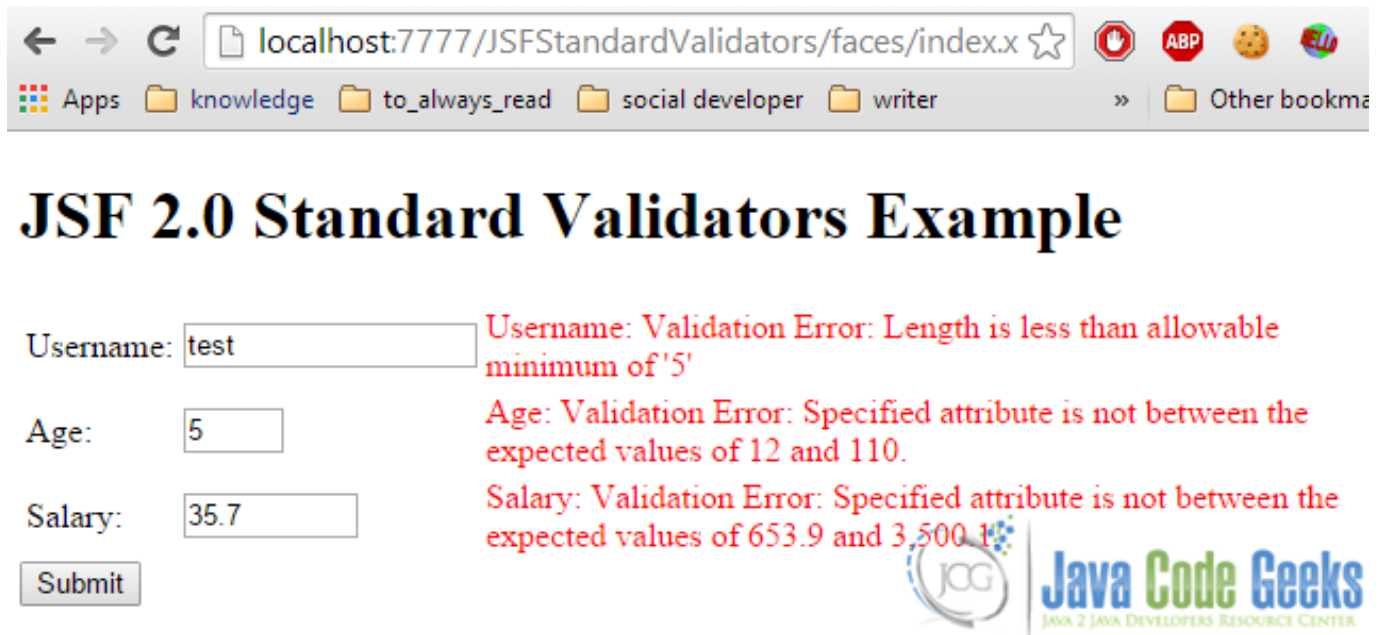 localhost:7777/JSFStandardValidators/faces/index.x
ABP
Apps knowledge to_always_read social developer writer » Other bookma
JSF 2.0 Standard Validators Example
Username: test Username: Validation Error: Length is less than allowable
minimum of '5'
Age: 5 Age: Validation Error: Specified attribute is not between the
expected values of 12 and 110.
Salary: 35.7 Salary: Validation Error: Specified attribute is not between the
expected values of 653.9 and 3,500.1
Submit
JCG
Java Code Geeks
JAVA 2 JAVA DEVELOPERS RESOURCE CENTER